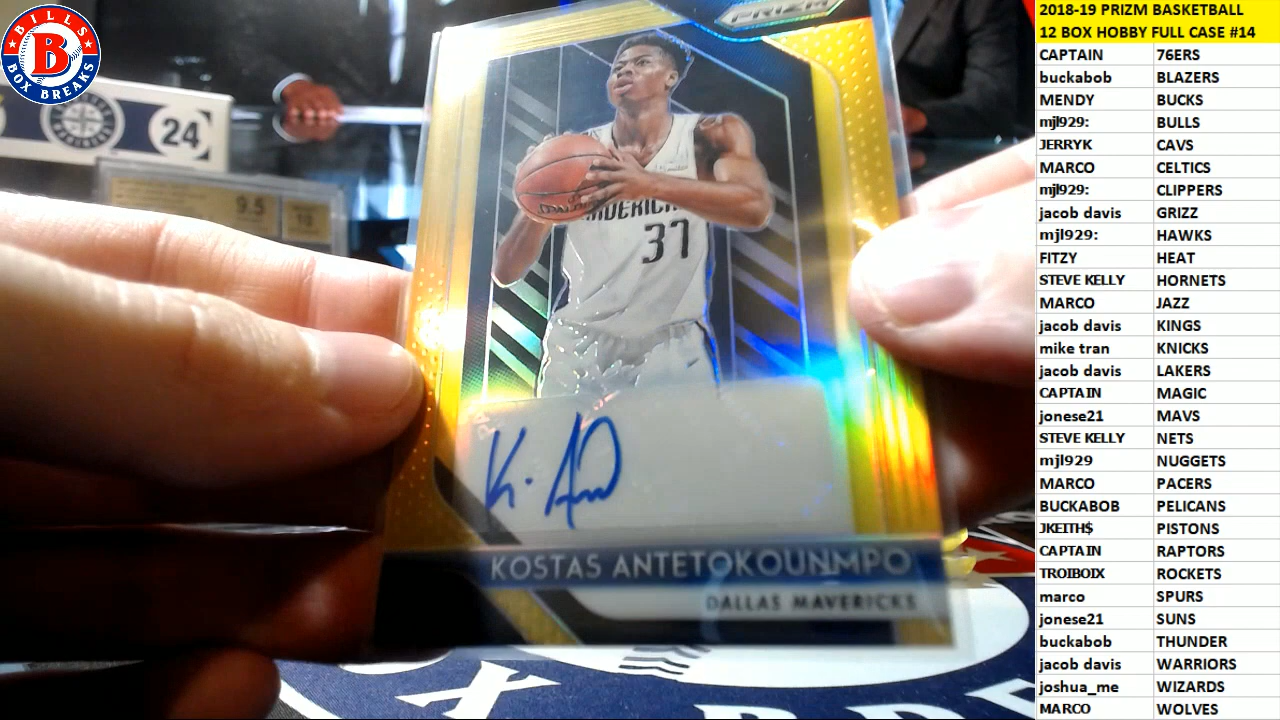 BILLS
B
BOX BREAKS
24
9.5
10
PRIZM
37
KOSTAS ANTETOKOUNMPO
DALLAS MAVERICKS
BOX BRE
2018-19 PRIZM BASKETBALL
12 BOX HOBBY FULL CASE #14
CAPTAIN 76ERS
buckabob BLAZERS
MENDY BUCKS
mjl929: BULLS
JERRYK CAVS
MARCO CELTICS
mjl929: CLIPPERS
jacob davis GRIZZ
mjl929: HAWKS
FITZY HEAT
STEVE KELLY HORNETS
MARCO JAZZ
jacob davis KINGS
mike tran KNICKS
jacob davis LAKERS
CAPTAIN MAGIC
jonese21 MAVS
STEVE KELLY NETS
mjl929 NUGGETS
MARCO PACERS
BUCKABOB PELICANS
JKEITH$ PISTONS
CAPTAIN RAPTORS
TROIBOIX ROCKETS
marco SPURS
jonese21 SUNS
buckabob THUNDER
jacob davis WARRIORS
joshua_me WIZARDS
MARCO WOLVES